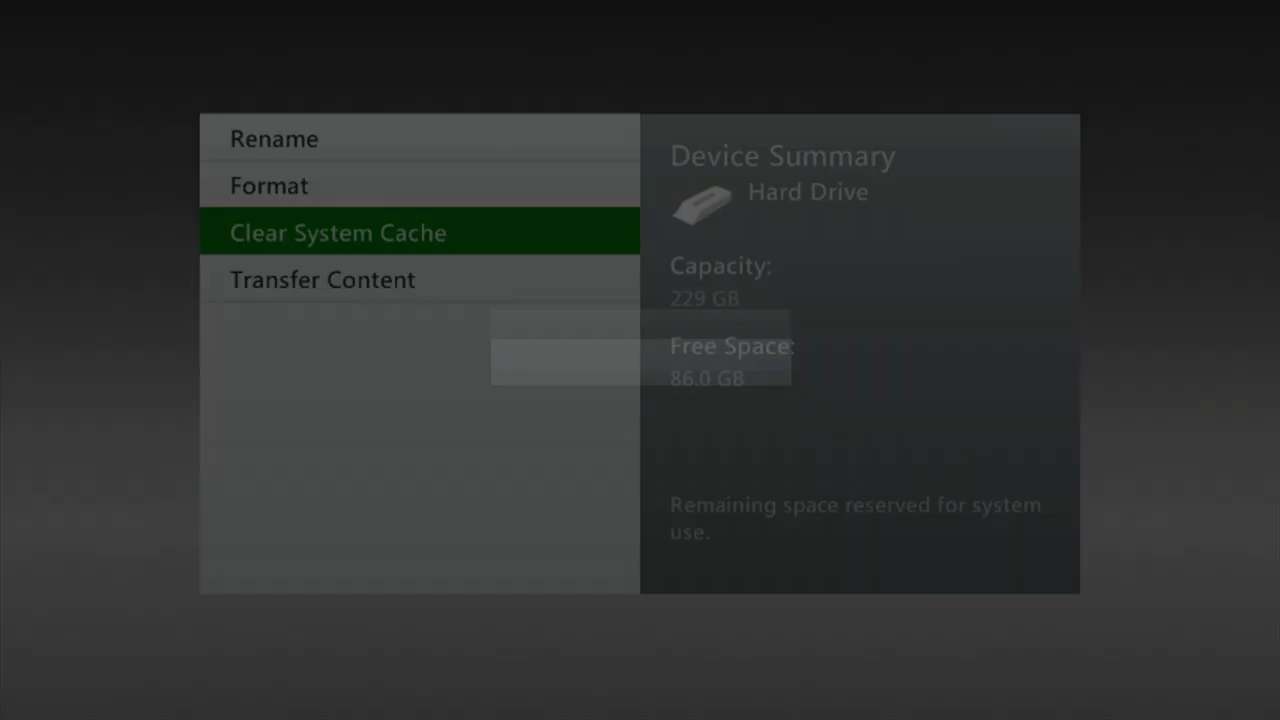 Rename
Format
Clear System Cache
Transfer Content
Device Summary
Hard Drive
Capacity:
229 GB
Free Space:
86.0 GB
Remaining space reserved for system
use.